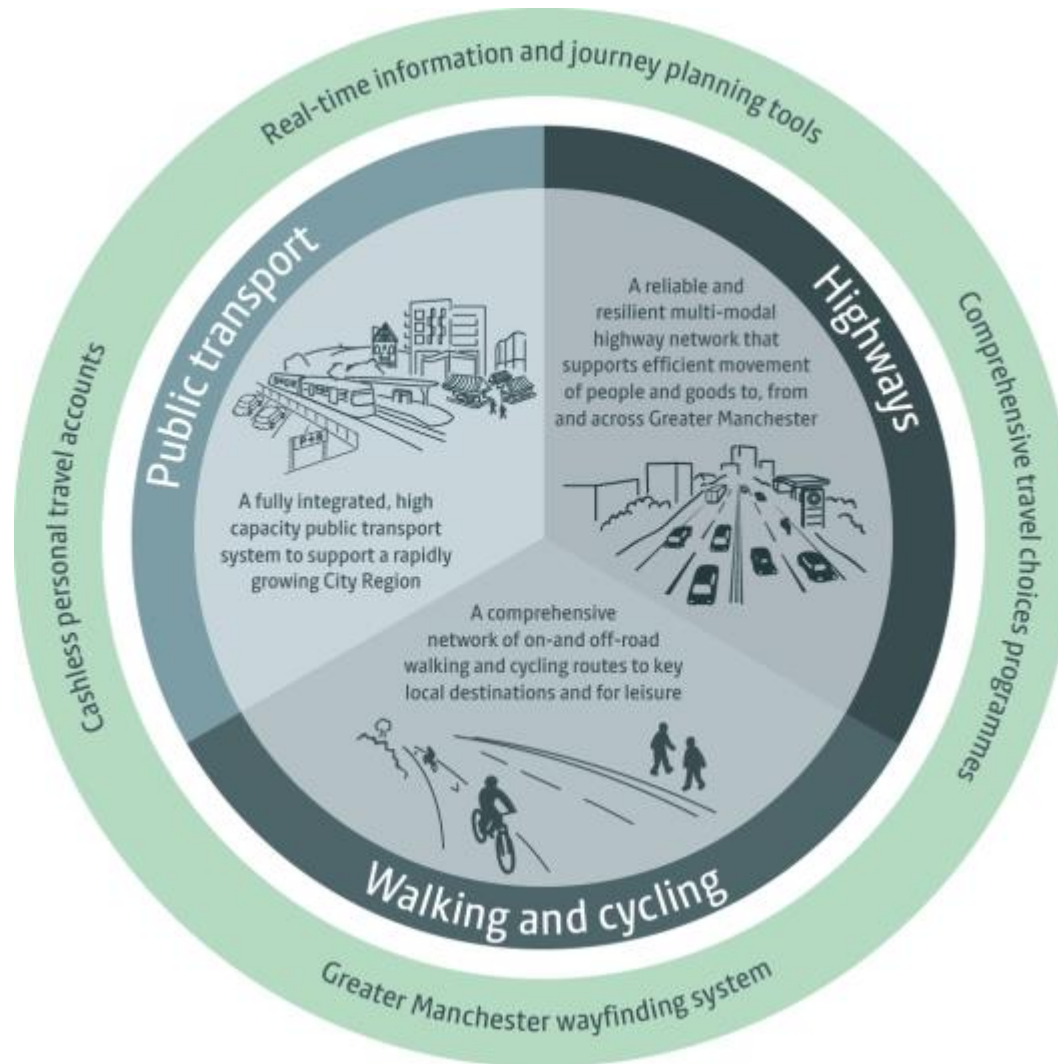 Real-time information and journey planning tools
Comprehensive travel choices programmes
Greater Manchester wayfinding system
Cashless personal travel accounts
Public transport
P+R
A fully integrated, high
capacity public transport
system to support a rapidly
growing City Region
Highways
A reliable and
resilient multi-modal
highway network that
supports efficient movement
of people and goods to, from
and across Greater Manchester
A comprehensive
network of on-and off-road
walking and cycling routes to key
local destinations and for leisure
Walking and cycling